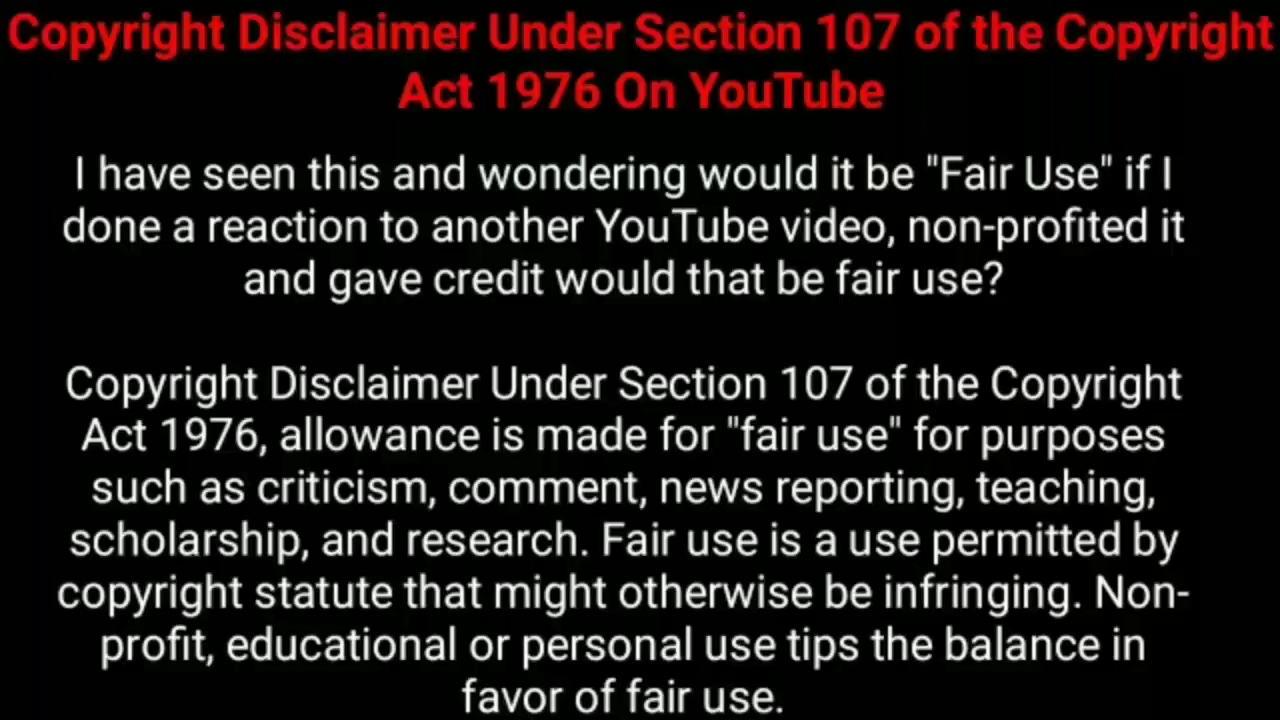 Copyright Disclaimer Under Section 107 of the Copyright
Act 1976 On YouTube
I have seen this and wondering would it be "Fair Use" if I
done a reaction to another YouTube video, non-profited it
and gave credit would that be fair use?
Copyright Disclaimer Under Section 107 of the Copyright
Act 1976, allowance is made for "fair use" for purposes
such as criticism, comment, news reporting, teaching,
scholarship, and research. Fair use is a use permitted by
copyright statute that might otherwise be infringing. Non-
profit, educational or personal use tips the balance in
favor of fair use.